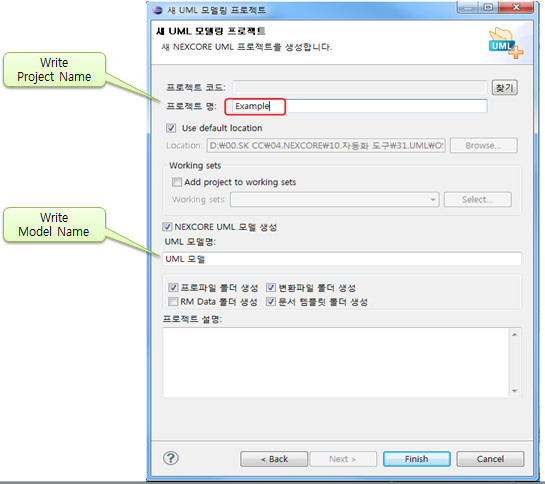 새 UML 모델링 프로젝트
새 UML 모델링 프로젝트
새 NEXCORE UML 프로젝트를 생성합니다.
UML
Write
Project Name
프로젝트 코드:
찾기
프로젝트 명:
Example
Use default location
Location:
D:\00.SK CC\04.NEXCORE\10.자동화 도구\31.UML\O
Browse...
Working sets
Add project to working sets
Working sets:
Select...
Write
Model Name
NEXCORE UML 모델 생성
UML 모델명:
UML 모델
프로파일 폴더 생성
변환파일 폴더 생성
RM Data 폴더 생성
문서 템플릿 폴더 생성
프로젝트 설명:
?
< Back
Next >
Finish
Cancel